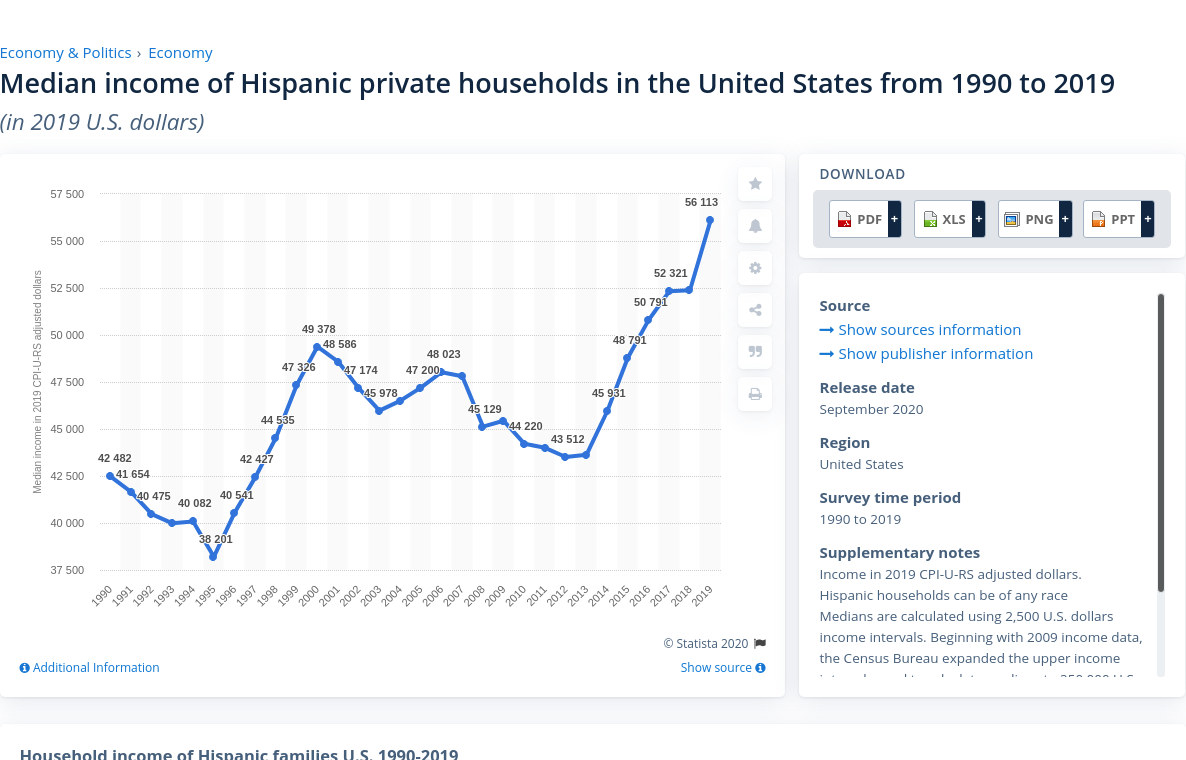 Economy & Politics › Economy
Median income of Hispanic private households in the United States from 1990 to 2019
(in 2019 U.S. dollars)
Median income in 2019 CPI-U-RS adjusted dollars
57 500
55 000
52 500
50 000
47 500
45 000
42 500
40 000
37 500
42 482
41 654
40 475
40 082
38 201
40 541
42 427
44 535
47 326
49 378
48 586
47 174
45 978
47 200
48 023
45 129
44 220
43 512
45 931
48 791
50 791
52 321
56 113
1990 1991 1992 1993 1994 1995 1996 1997 1998 1999 2000 2001 2002 2003 2004 2005 2006 2007 2008 2009 2010 2011 2012 2013 2014 2015 2016 2017 2018 2019
© Statista 2020
Additional Information
Show source
DOWNLOAD
PDF + XLS + PNG + PPT +
Source
Show sources information
Show publisher information
Release date
September 2020
Region
United States
Survey time period
1990 to 2019
Supplementary notes
Income in 2019 CPI-U-RS adjusted dollars.
Hispanic households can be of any race
Medians are calculated using 2,500 U.S. dollars
income intervals. Beginning with 2009 income data,
the Census Bureau expanded the upper income
Household income of Hispanic families U.S. 1990-2019